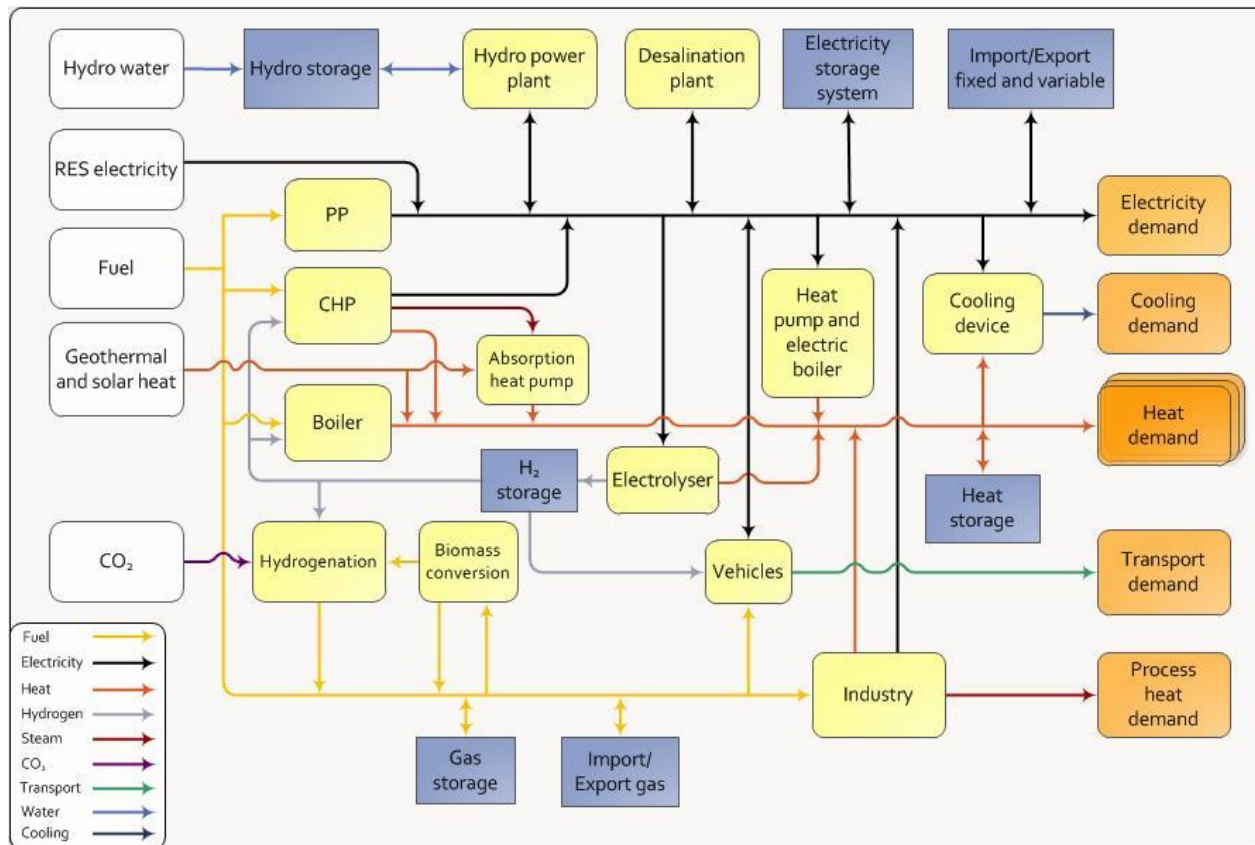 Hydro water
Hydro storage
Hydro power
plant
Desalination
plant
Electricity
storage
system
Import/Export
fixed and variable
RES electricity
PP
Electricity
demand
Fuel
CHP
Heat
pump and
electric
boiler
Cooling
device
Cooling
demand
Geothermal
and solar heat
Absorption
heat pump
Boiler
Heat
demand
H₂
storage
Electrolyser
Heat
storage
CO₂
Hydrogenation
Biomass
conversion
Vehicles
Transport
demand
Industry
Process
heat
demand
Gas
storage
Import/
Export gas
Fuel
Electricity
Heat
Hydrogen
Steam
CO₂
Transport
Water
Cooling